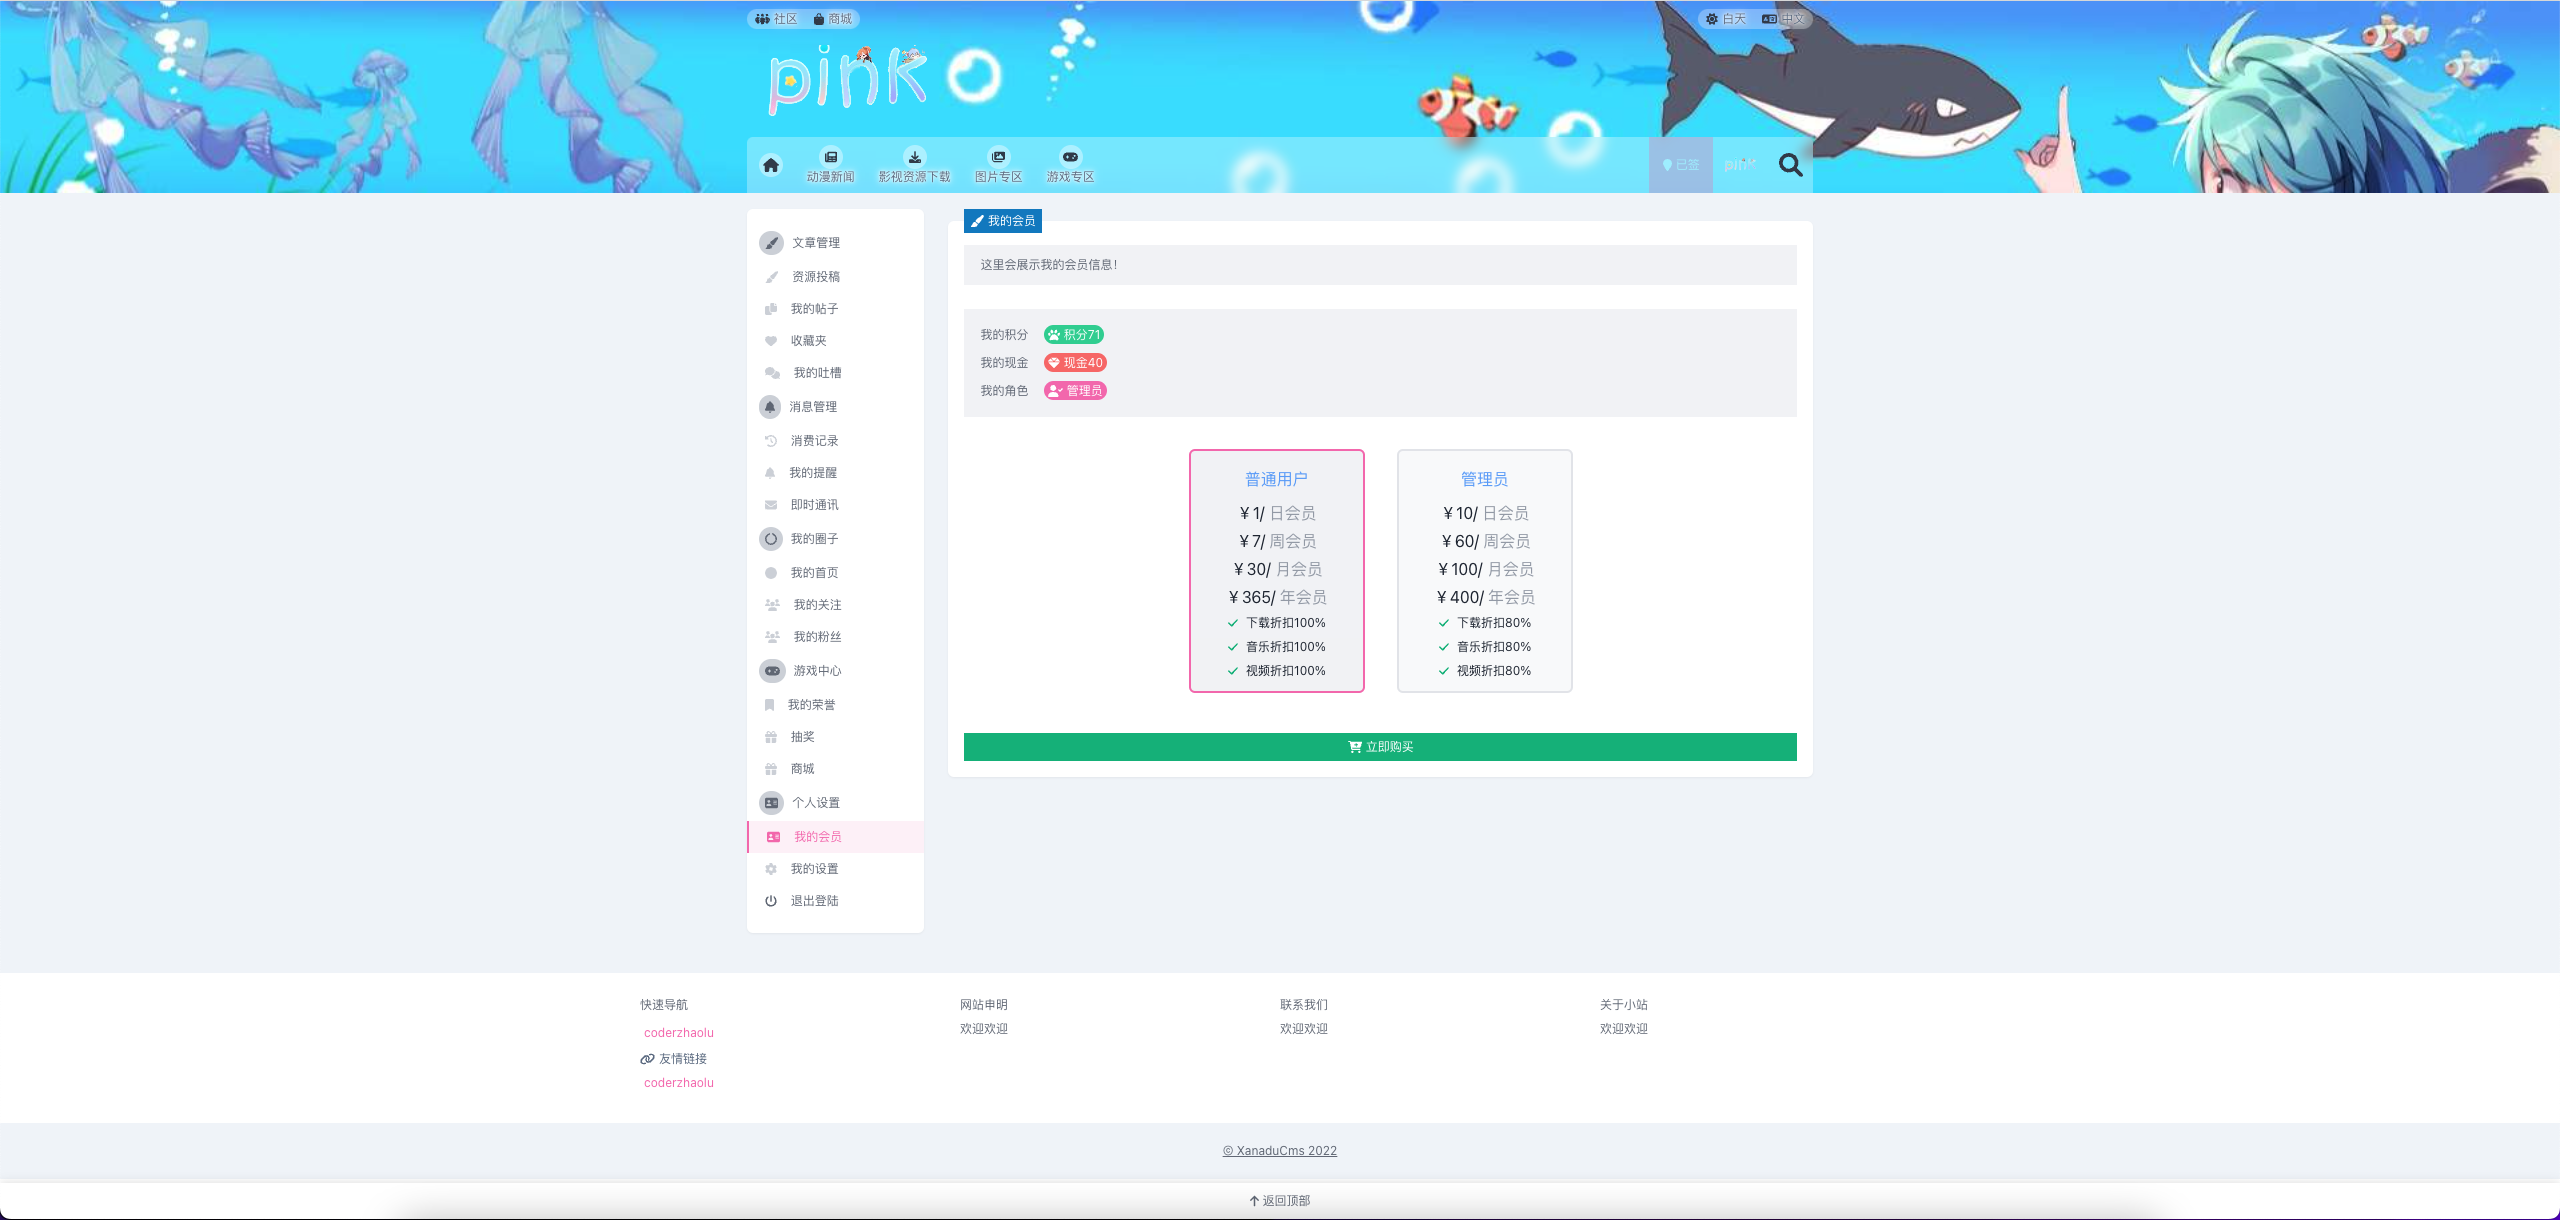 社区 商城
白天 中文
pink
动漫新闻 影视资源下载 图片专区 游戏专区
已签 pink
文章管理
资源投稿
我的帖子
收藏夹
我的吐槽
消息管理
消费记录
我的提醒
即时通讯
我的圈子
我的首页
我的关注
我的粉丝
游戏中心
我的荣誉
抽奖
商城
个人设置
我的会员
我的设置
退出登陆
我的会员
这里会展示我的会员信息!
我的积分 积分71
我的现金 现金40
我的角色 管理员
普通用户
¥1/ 日会员
¥7/ 周会员
¥30/ 月会员
¥365/ 年会员
下载折扣100%
音乐折扣100%
视频折扣100%
管理员
¥10/ 日会员
¥60/ 周会员
¥100/ 月会员
¥400/ 年会员
下载折扣80%
音乐折扣80%
视频折扣80%
立即购买
快速导航
coderzhaolu
友情链接
coderzhaolu
网站申明
欢迎欢迎
联系我们
欢迎欢迎
关于小站
欢迎欢迎
© XanaduCms 2022
返回顶部